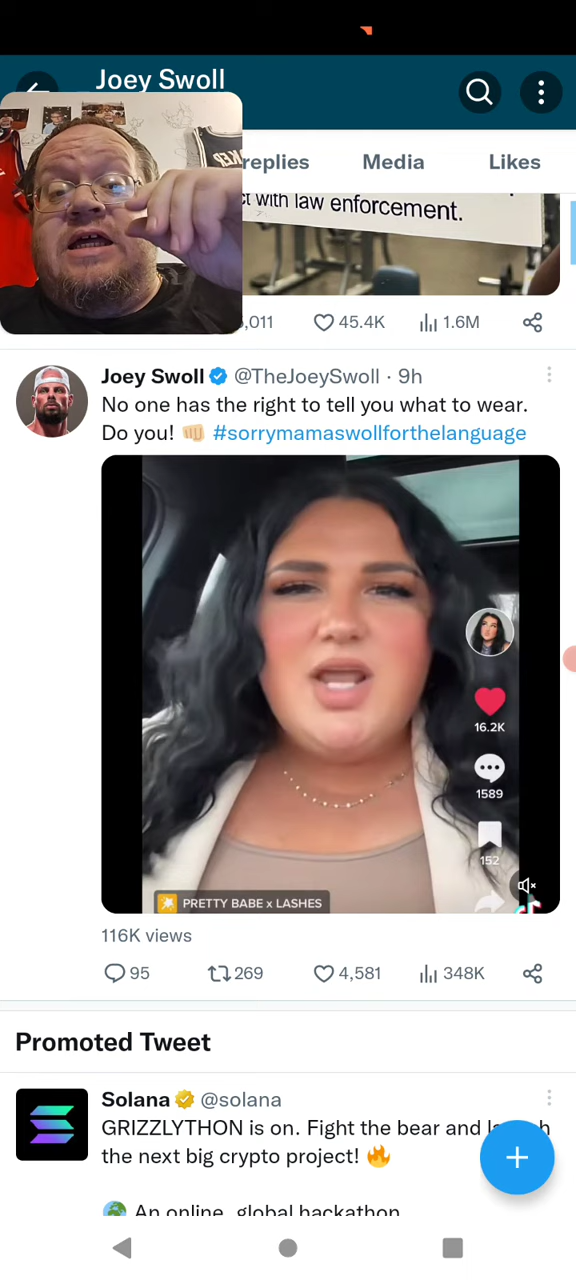 Joey Swoll
replies Media Likes
with law enforcement.
45.4K 1.6M
Joey Swoll @TheJoeySwoll · 9h
No one has the right to tell you what to wear.
Do you! 👊🏼 #sorrymamaswollforthelanguage
16.2K
1589
152
PRETTY BABE x LASHES
116K views
95 269 4,581 348K
Promoted Tweet
Solana @solana
GRIZZLYTHON is on. Fight the bear and
the next big crypto project! 🔥
🌍 An online, global hackathon